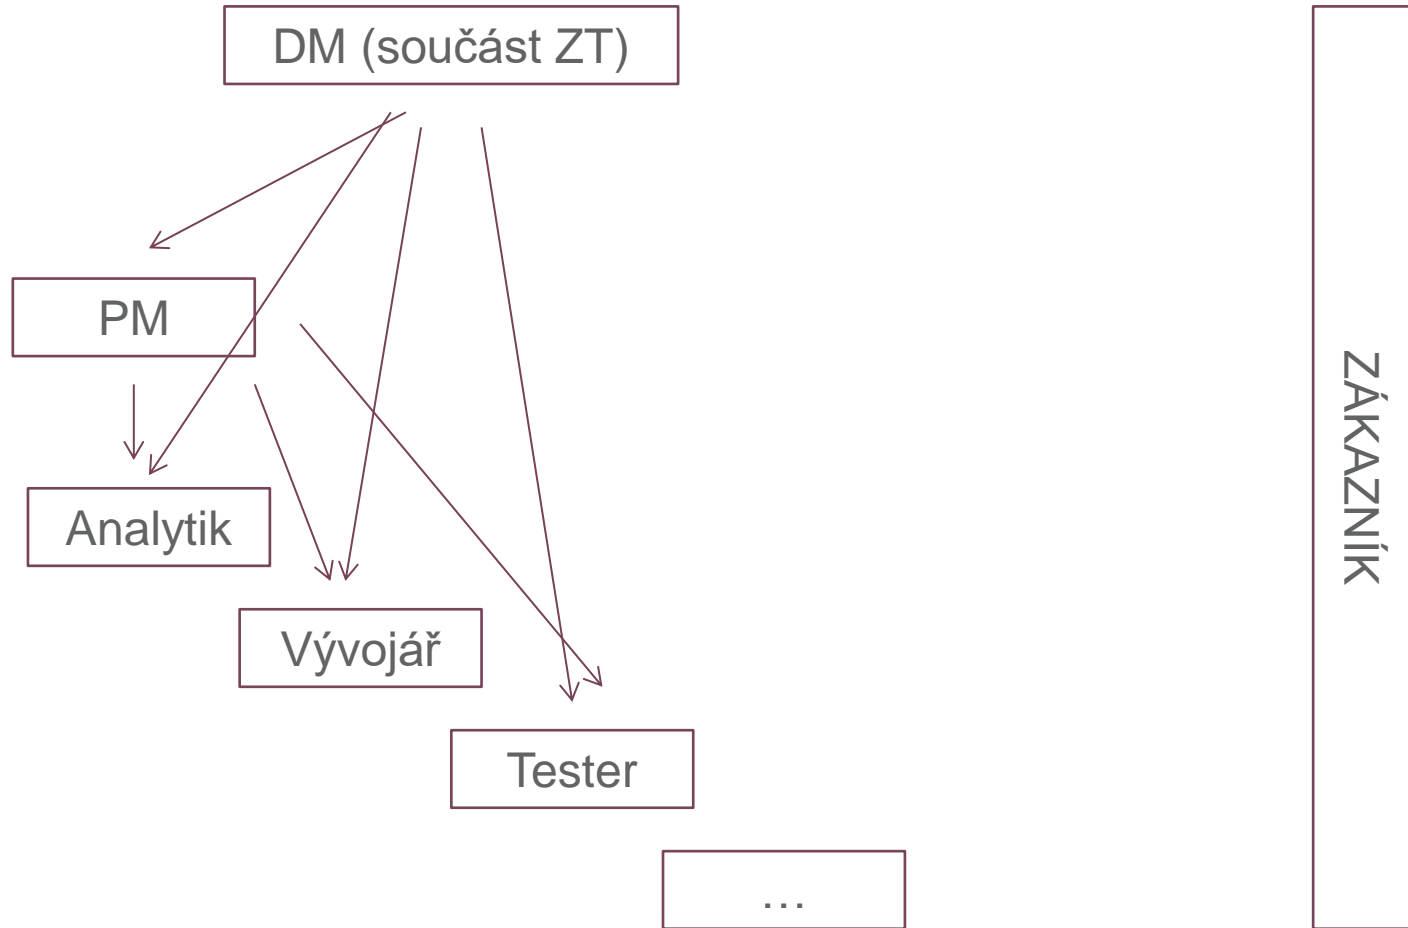 DM (součást ZT)
PM
Analytik
Vývojář
Tester
…
ZÁKAZNÍK